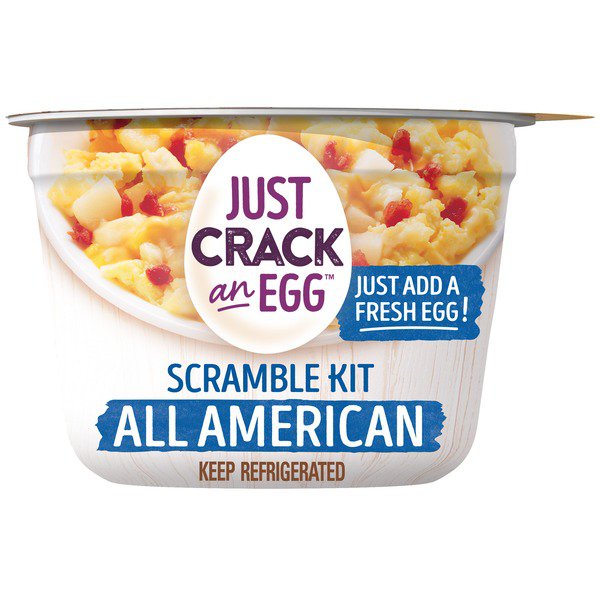 JUST
CRACK
an EGG™
JUST ADD A
FRESH EGG!
SCRAMBLE KIT
ALL AMERICAN
KEEP REFRIGERATED